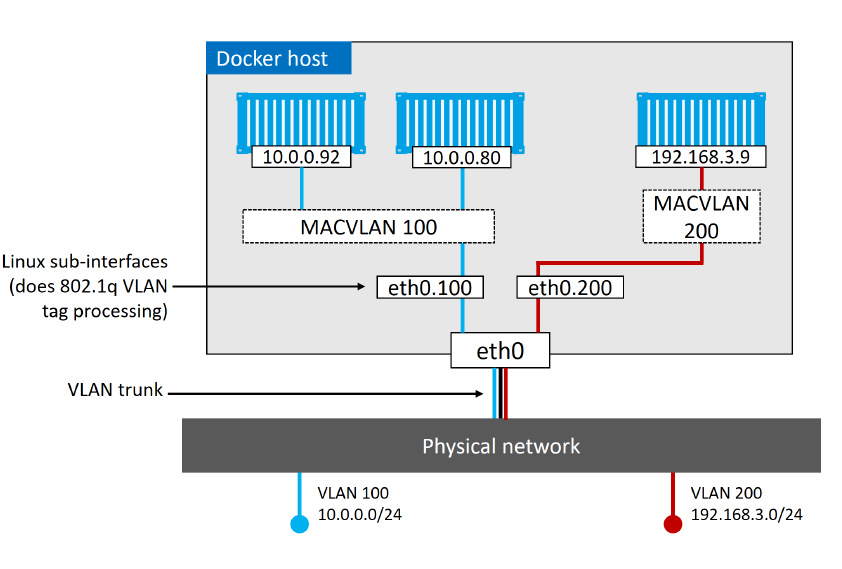 Docker host
10.0.0.92
10.0.0.80
192.168.3.9
MACVLAN 100
MACVLAN
200
Linux sub-interfaces
(does 802.1q VLAN
tag processing)
eth0.100
eth0.200
eth0
VLAN trunk
Physical network
VLAN 100
10.0.0.0/24
VLAN 200
192.168.3.0/24